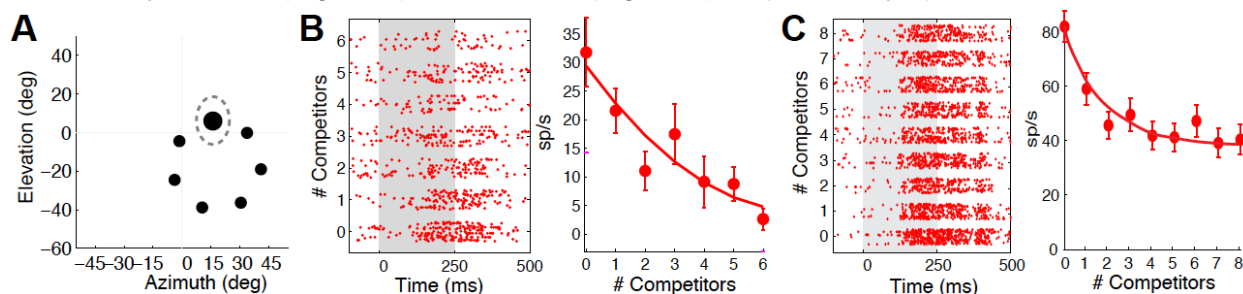 A
Elevation (deg)
40
20
0
−20
−40
−60
−45 −30 −15 0 15 30 45
Azimuth (deg)
B
# Competitors
6
5
4
3
2
1
0
0 250 500
Time (ms)
sp/s
35
30
25
20
15
10
5
0
0 1 2 3 4 5 6
# Competitors
C
# Competitors
8
7
6
5
4
3
2
1
0
0 250 500
Time (ms)
sp/s
80
60
40
20
0
0 1 2 3 4 5 6 7 8
# Competitors